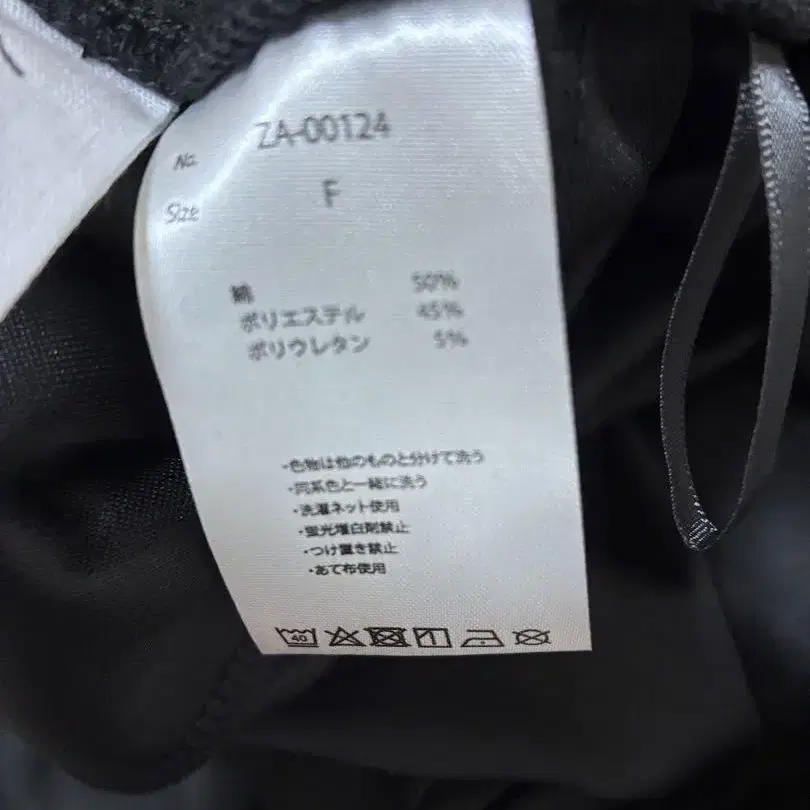 No. ZA-00124
Size F
綿 50%
ポリエステル 45%
ポリウレタン 5%
・色物は他のものと分けて洗う
・同系色と一緒に洗う
・洗濯ネット使用
・蛍光増白剤禁止
・つけ置き禁止
・あて布使用
40